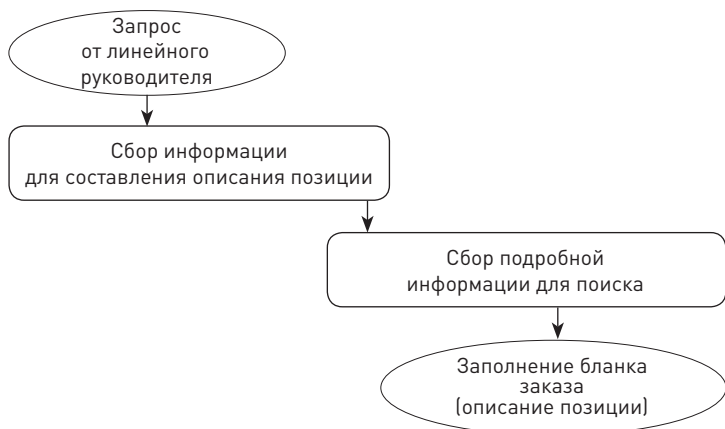 Запрос
от линейного
руководителя
Сбор информации
для составления описания позиции
Сбор подробной
информации для поиска
Заполнение бланка
заказа
(описание позиции)